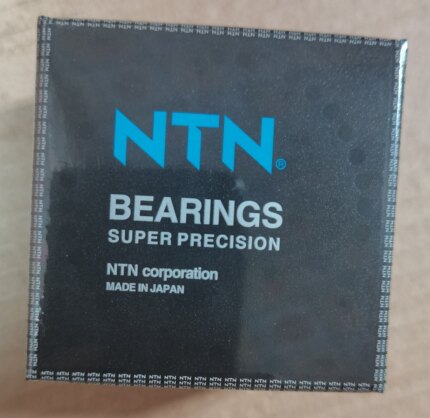 NTN®
BEARINGS
SUPER PRECISION
NTN corporation
MADE IN JAPAN